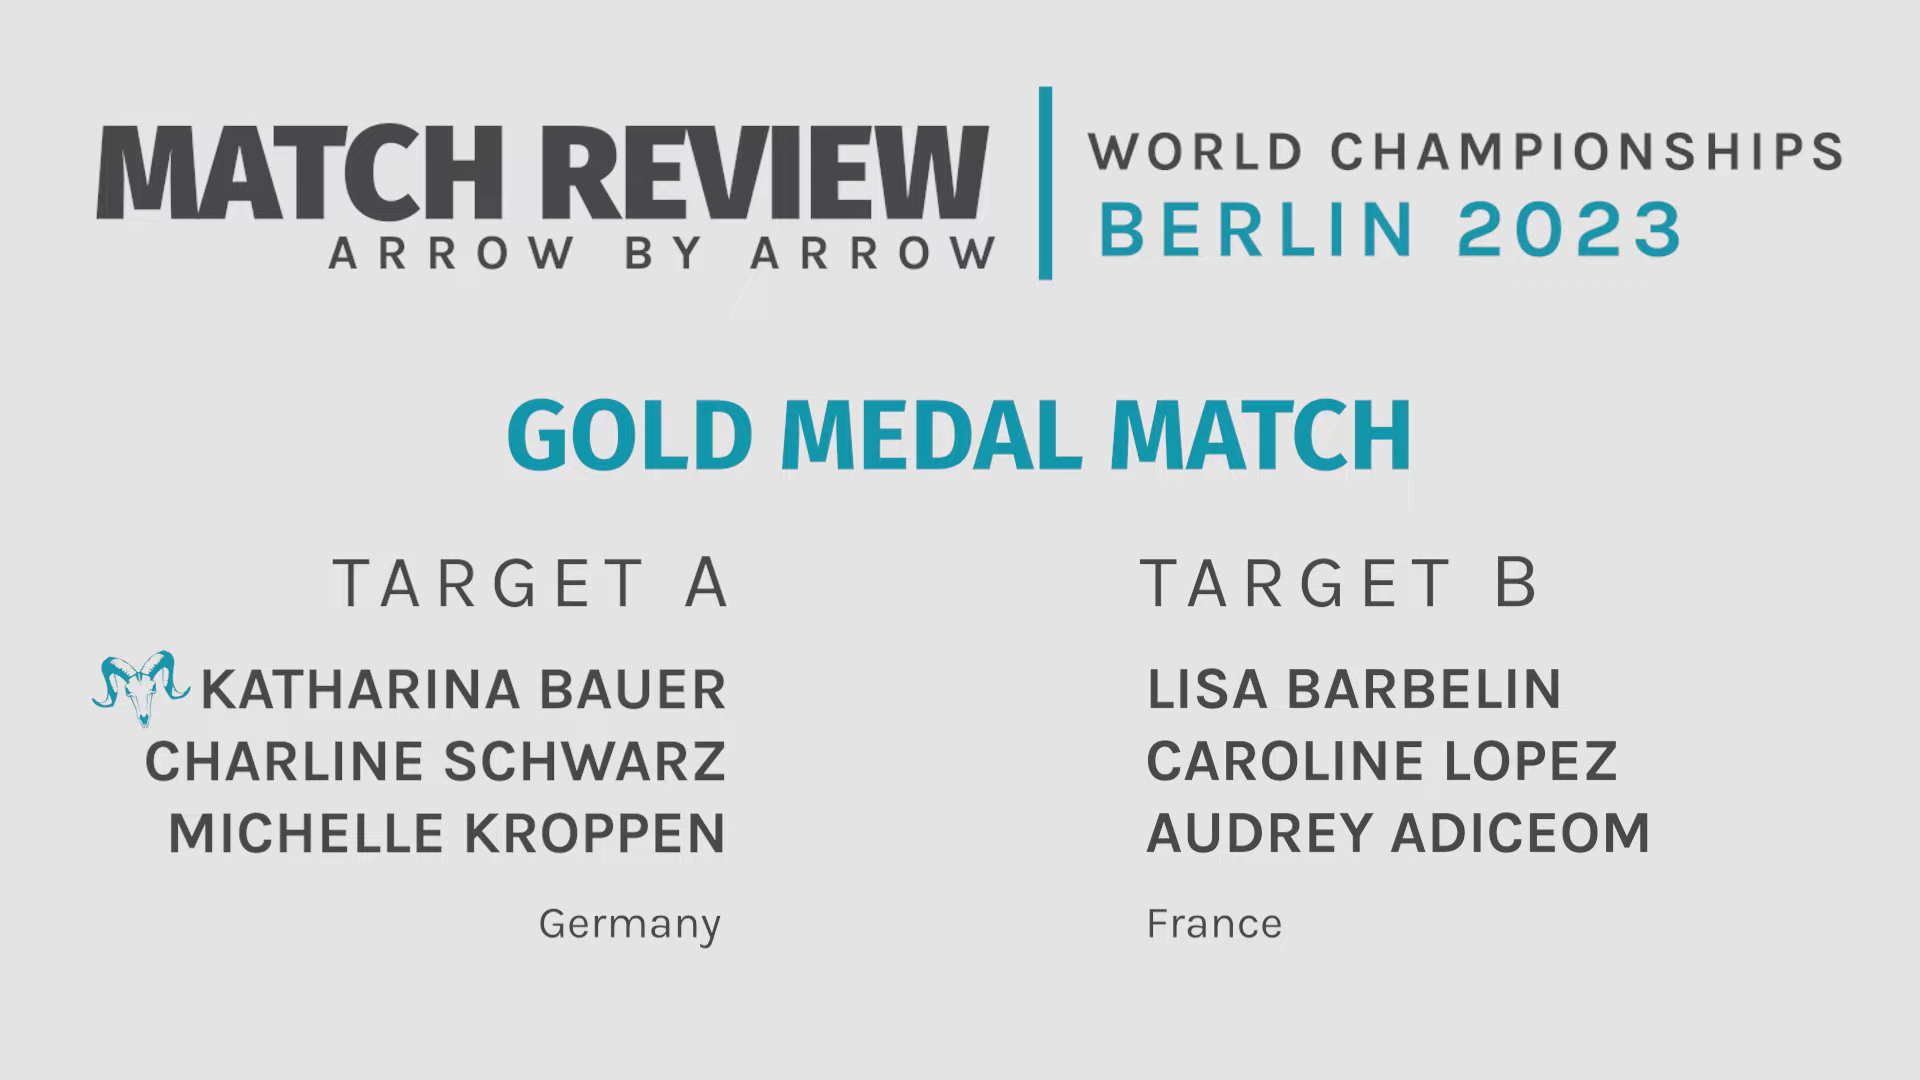 MATCH REVIEW
ARROW BY ARROW
WORLD CHAMPIONSHIPS
BERLIN 2023
GOLD MEDAL MATCH
TARGET A
KATHARINA BAUER
CHARLINE SCHWARZ
MICHELLE KROPPEN
Germany
TARGET B
LISA BARBELIN
CAROLINE LOPEZ
AUDREY ADICEOM
France